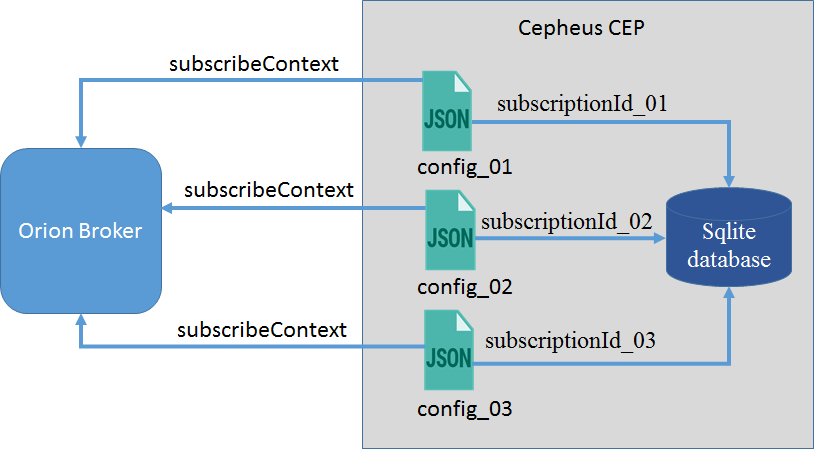 Cepheus CEP
subscribeContext
JSON
subscriptionId_01
config_01
subscribeContext
JSON
subscriptionId_02
config_02
Orion Broker
Sqlite
database
subscribeContext
JSON
subscriptionId_03
config_03